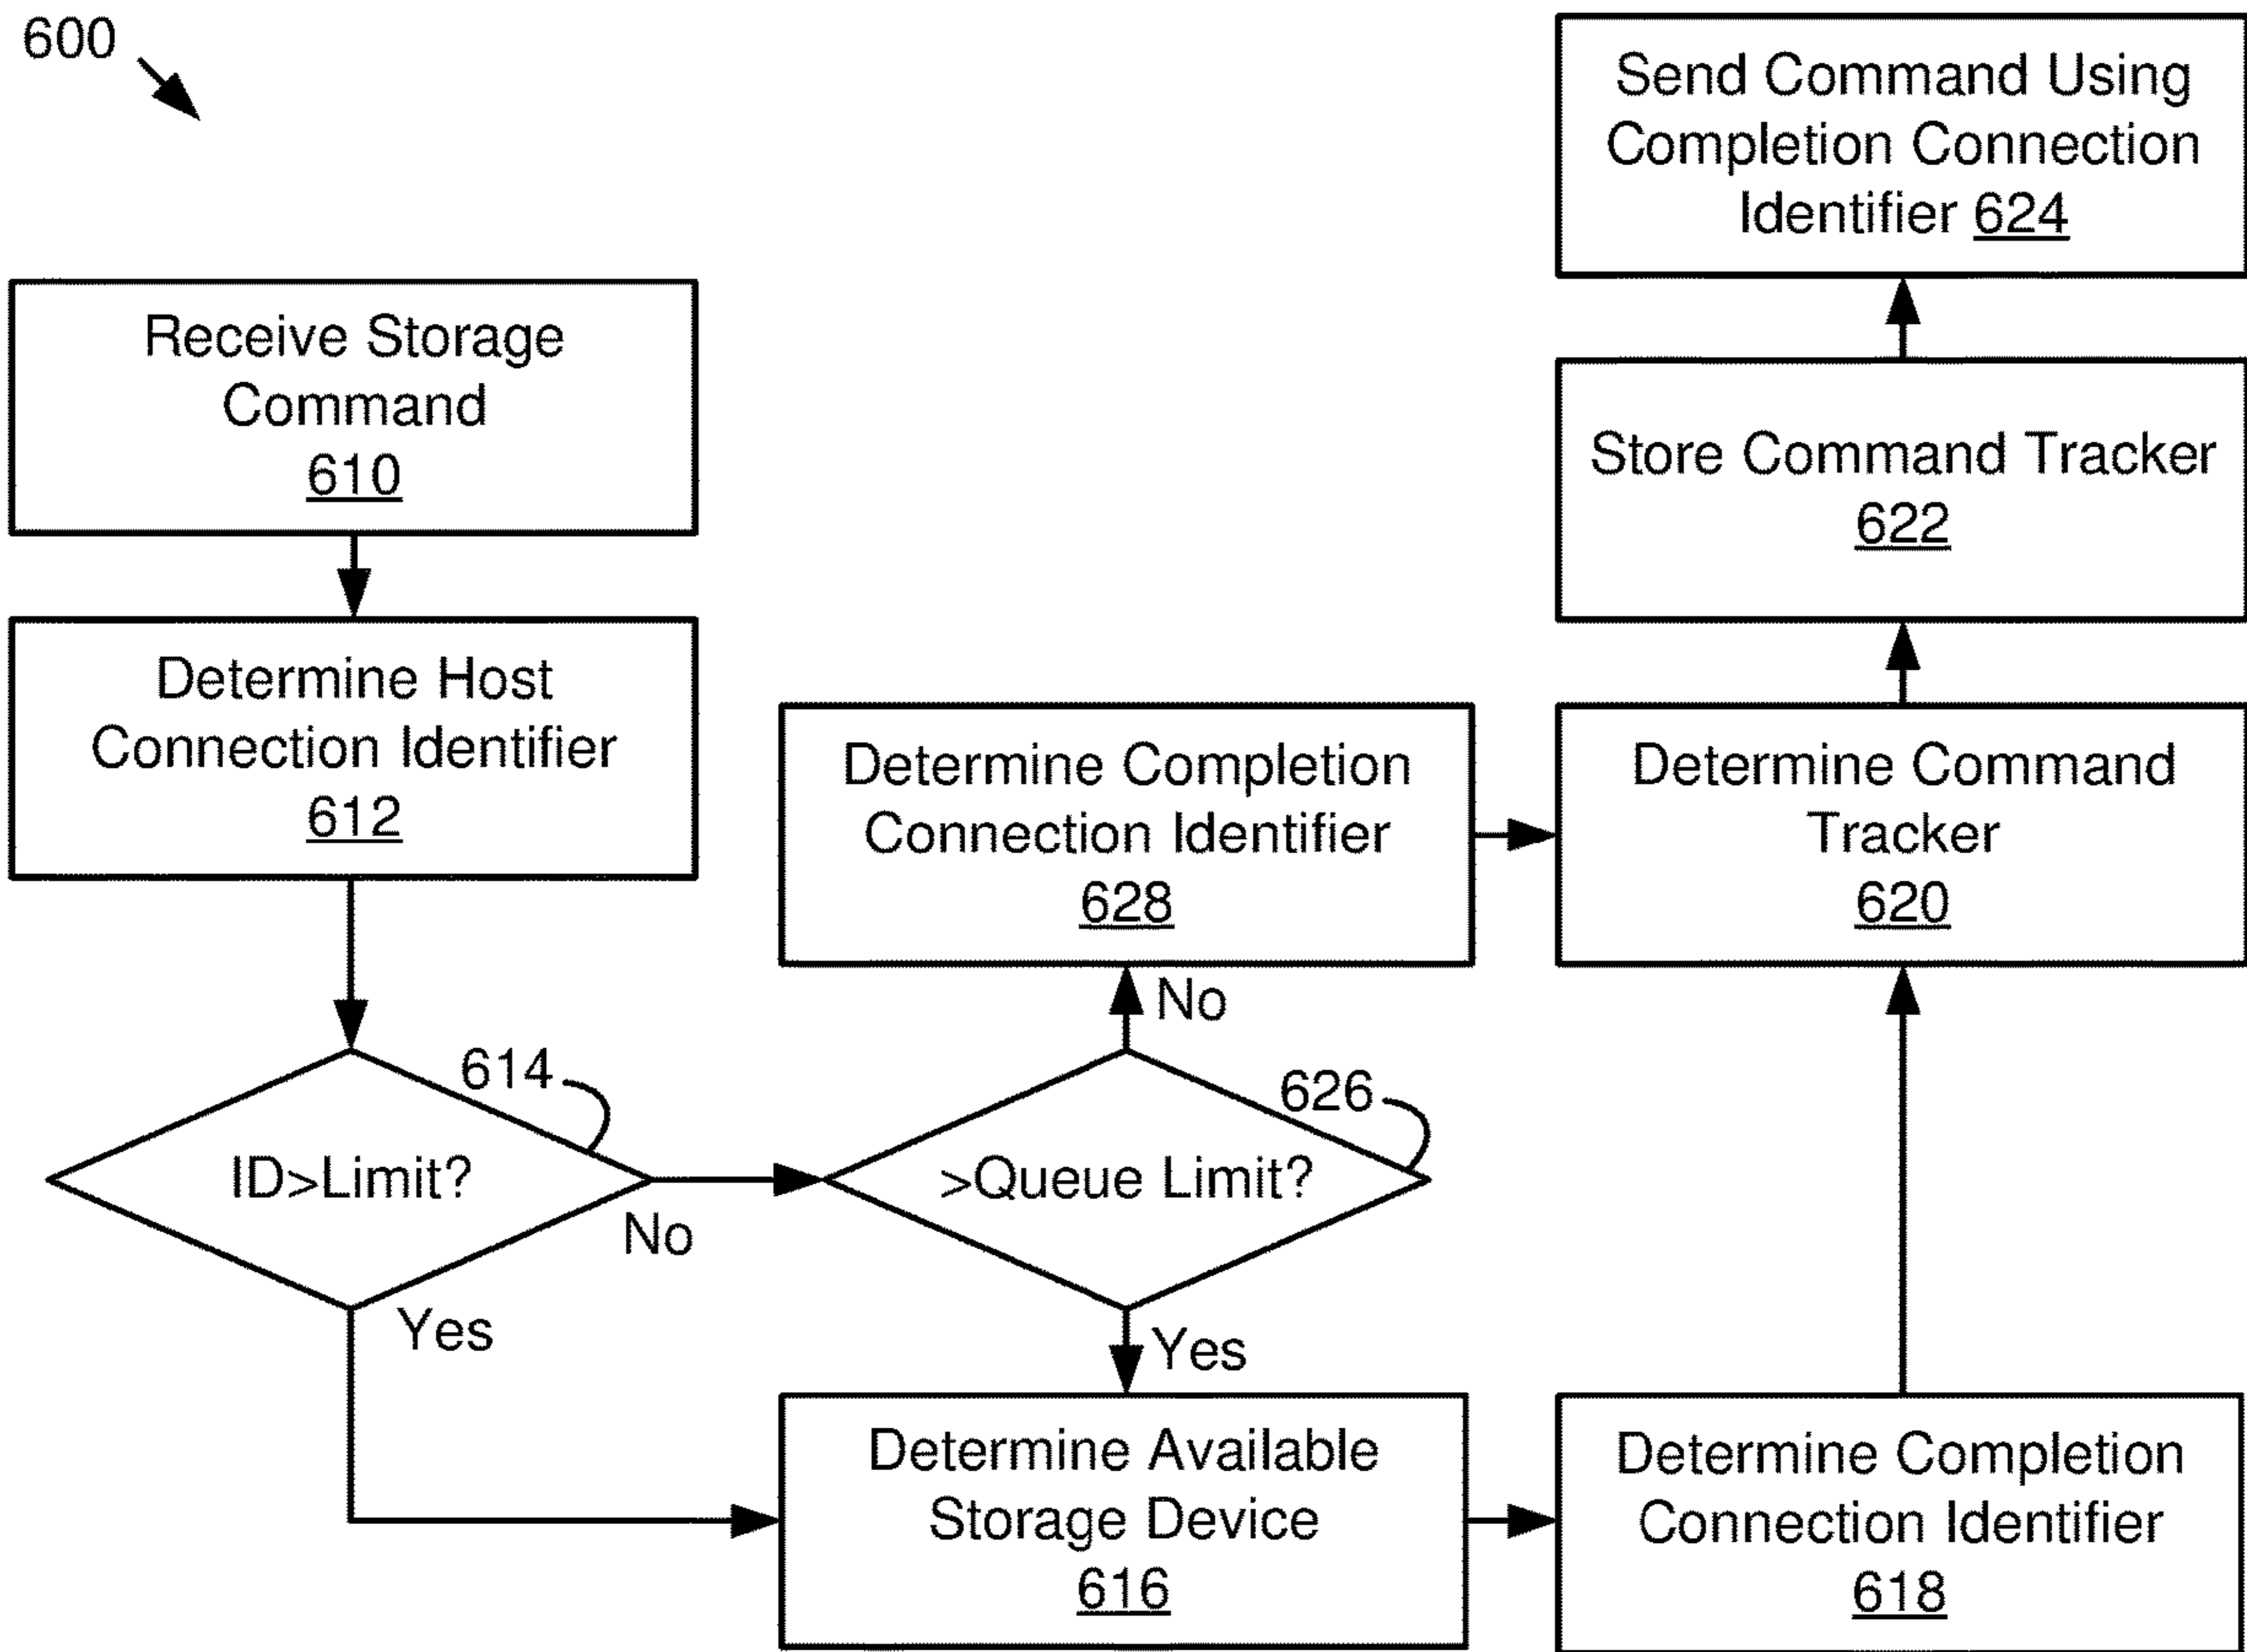 600
Receive Storage
Command
610
Determine Host
Connection Identifier
612
614
ID>Limit?
No
Yes
626
>Queue Limit?
No
Yes
Determine Completion
Connection Identifier
628
Determine Available
Storage Device
616
Determine Completion
Connection Identifier
618
Determine Command
Tracker
620
Store Command Tracker
622
Send Command Using
Completion Connection
Identifier 624